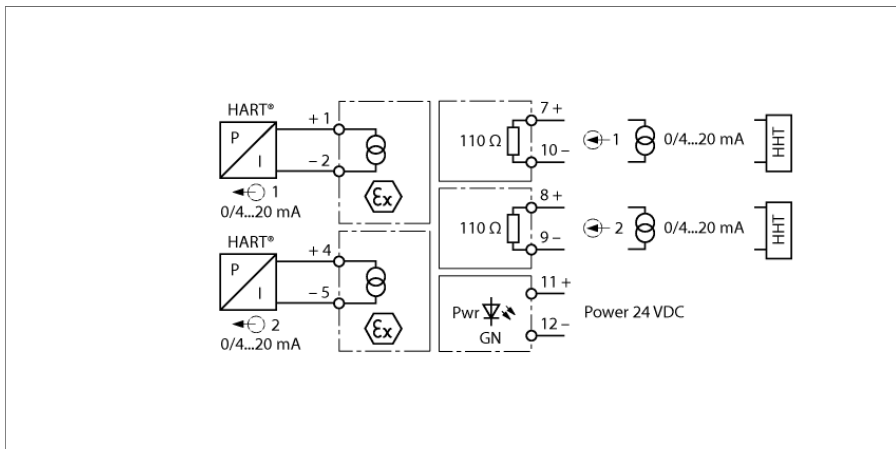 HART®
P
I
+ 1
– 2
1
0/4...20 mA
Ex
HART®
P
I
+ 4
– 5
2
0/4...20 mA
Ex
110 Ω
7 +
10 –
1
0/4...20 mA
HHT
110 Ω
8 +
9 –
2
0/4...20 mA
HHT
11 +
Pwr
GN
12 –
Power 24 VDC